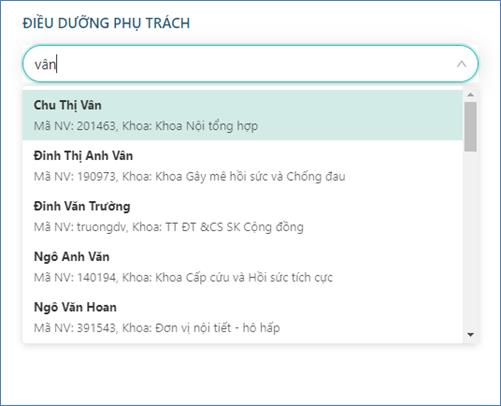 ĐIỀU DƯỠNG PHỤ TRÁCH
vân
Chu Thị Vân
Mã NV: 201463, Khoa: Khoa Nội tổng hợp
Đinh Thị Anh Vân
Mã NV: 190973, Khoa: Khoa Gây mê hồi sức và Chống đau
Đinh Văn Trường
Mã NV: truongdv, Khoa: TT ĐT &CS SK Cộng đồng
Ngô Anh Văn
Mã NV: 140194, Khoa: Khoa Cấp cứu và Hồi sức tích cực
Ngô Văn Hoan
Mã NV: 391543, Khoa: Đơn vị nội tiết - hô hấp